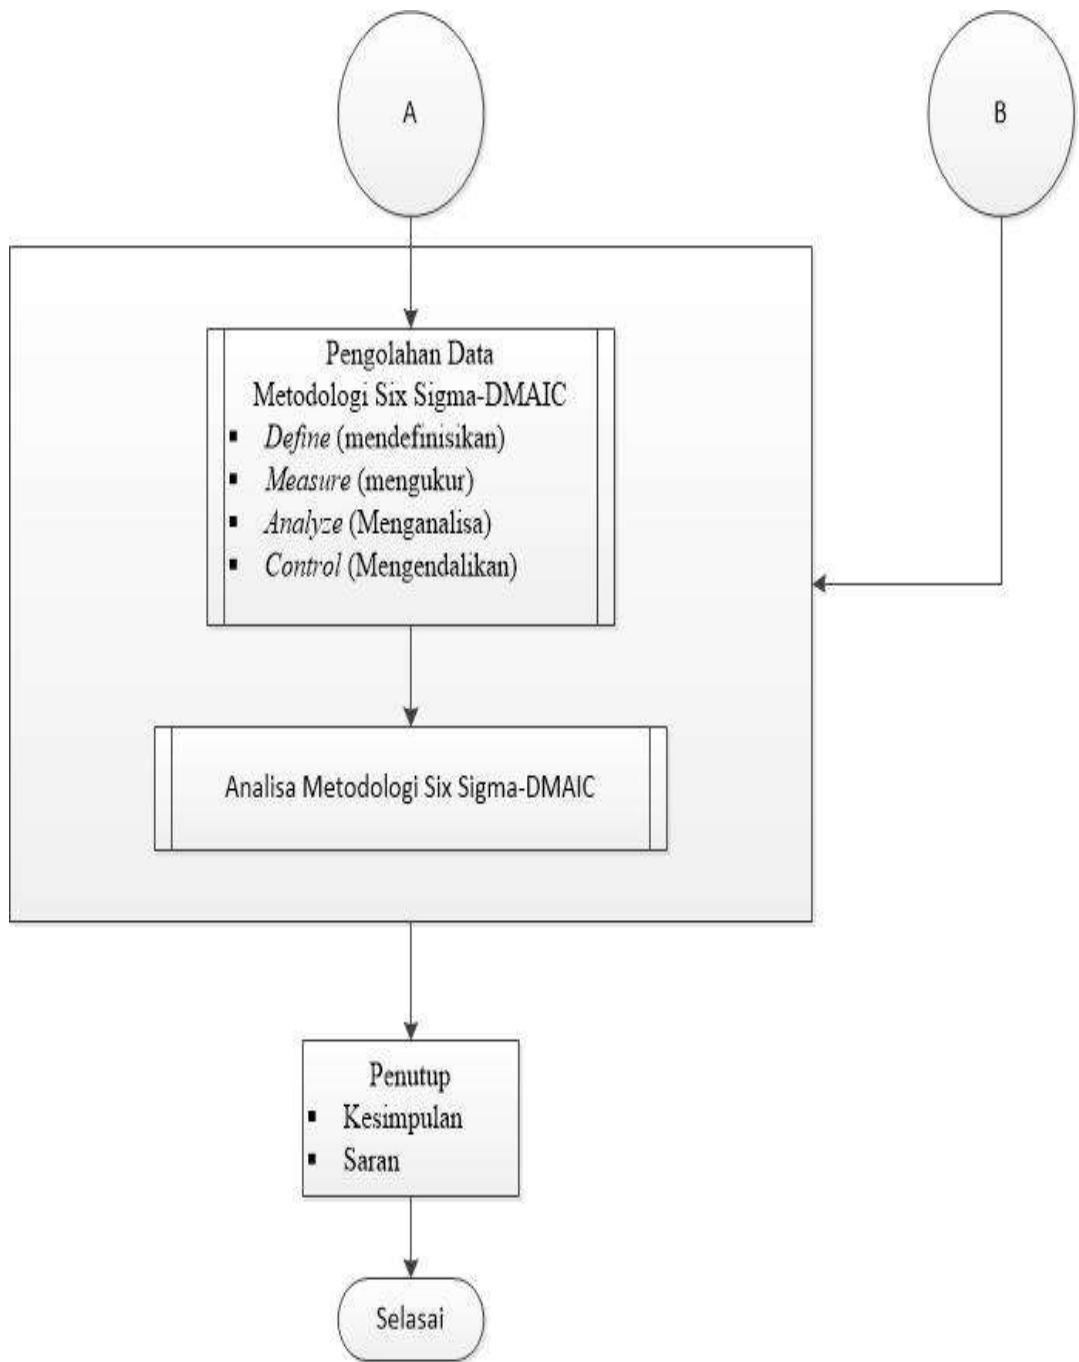 A
B
Pengolahan Data
Metodologi Six Sigma-DMAIC
▪ Define (mendefinisikan)
▪ Measure (mengukur)
▪ Analyze (Menganalisa)
▪ Control (Mengendalikan)
Analisa Metodologi Six Sigma-DMAIC
Penutup
▪ Kesimpulan
▪ Saran
Selasai